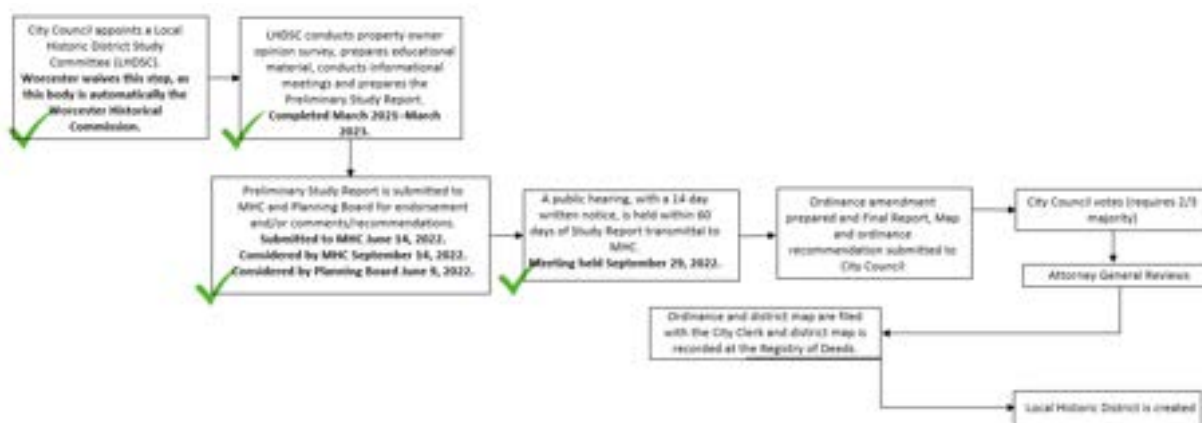 City Council appoints a Local
Historic District Study
Committee (LHDSC).
Worcester waives this step, as
this body is automatically the
Worcester Historical
Commission.
LHDSC conducts property owner
opinion survey, prepares educational
material, conducts informational
meetings and prepares the
Preliminary Study Report.
Completed March 2021–March
Preliminary Study Report is submitted to
MHC and Planning Board for endorsement
and/or comments/recommendations.
Submitted to MHC June 14, 2022.
Considered by MHC September 14, 2022.
Considered by Planning Board June 9, 2022.
A public hearing, with a 14 day
written notice, is held within 60
days of Study Report transmittal to
MHC.
Meeting held September 29, 2022.
Ordinance amendment
prepared and Final Report, Map
and ordinance
recommendation submitted to
City Council
City Council votes (requires 2/3
majority)
Attorney General Reviews
Ordinance and district map are filed
with the City Clerk and district map is
recorded at the Registry of Deeds.
Local Historic District is created